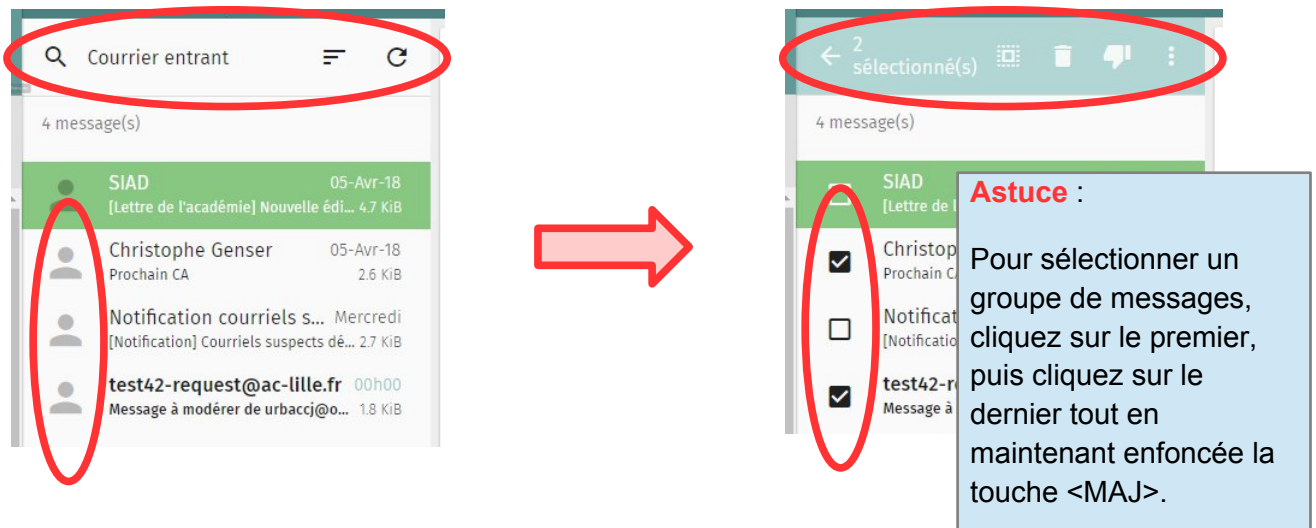 Courrier entrant
4 message(s)
SIAD 05-Avr-18
[Lettre de l'académie] Nouvelle édi... 4.7 KiB
Christophe Genser 05-Avr-18
Prochain CA 2.6 KiB
Notification courriels s... Mercredi
[Notification] Courriels suspects dé... 2.7 KiB
test42-request@ac-lille.fr 00h00
Message à modérer de urbaccj@o... 1.8 KiB
2
sélectionné(s)
4 message(s)
SIAD
[Lettre de l
Christop
Prochain C
Notificat
[Notificatio
test42-r
Message à
Astuce :
Pour sélectionner un
groupe de messages,
cliquez sur le premier,
puis cliquez sur le
dernier tout en
maintenant enfoncée la
touche <MAJ>.